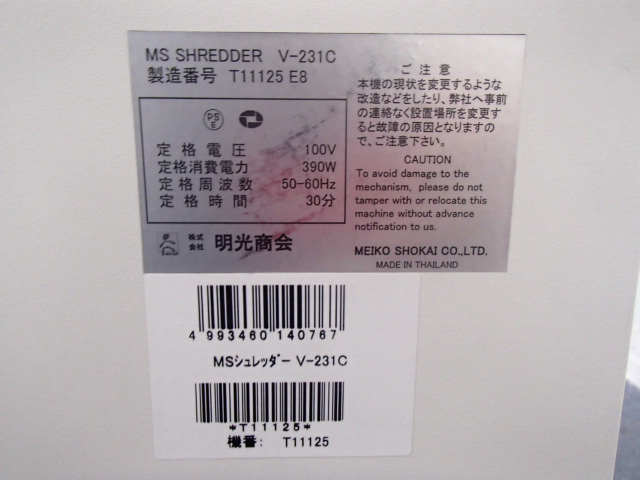 MS SHREDDER V-231C
製造番号 T11125 E8
PS
E
定格電圧 100V
定格消費電力 390W
定格周波数 50-60Hz
定格時間 30分
株式会社 明光商会
ご注意
本機の現状を変更するような
改造などをしたり、弊社へ事前
の連絡なく設置場所を変更す
ると故障の原因となりますの
で、ご注意下さい。
CAUTION
To avoid damage to the
mechanism, please do not
tamper with or relocate this
machine without advance
notification to us.
MEIKO SHOKAI CO.,LTD.
MADE IN THAILAND
4 993460 140767
MSシュレッダー V-231C
*T11125*
機番: T11125